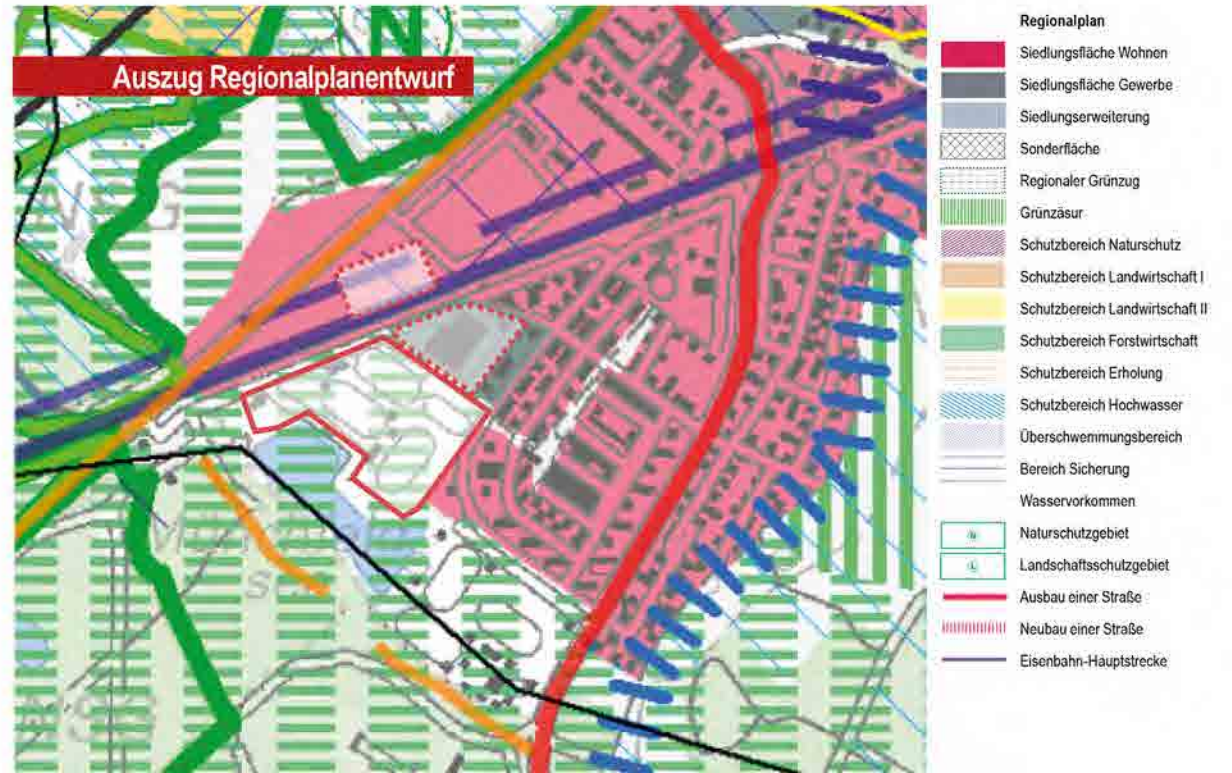 Auszug Regionalplanentwurf
N
Regionalplan
Siedlungsfläche Wohnen
Siedlungsfläche Gewerbe
Siedlungserweiterung
Sonderfläche
Regionaler Grünzug
Grünzäsur
Schutzbereich Naturschutz
Schutzbereich Landwirtschaft I
Schutzbereich Landwirtschaft II
Schutzbereich Forstwirtschaft
Schutzbereich Erholung
Schutzbereich Hochwasser
Überschwemmungsbereich
Bereich Sicherung
Wasservorkommen
N
Naturschutzgebiet
L
Landschaftsschutzgebiet
Ausbau einer Straße
Neubau einer Straße
Eisenbahn-Hauptstrecke